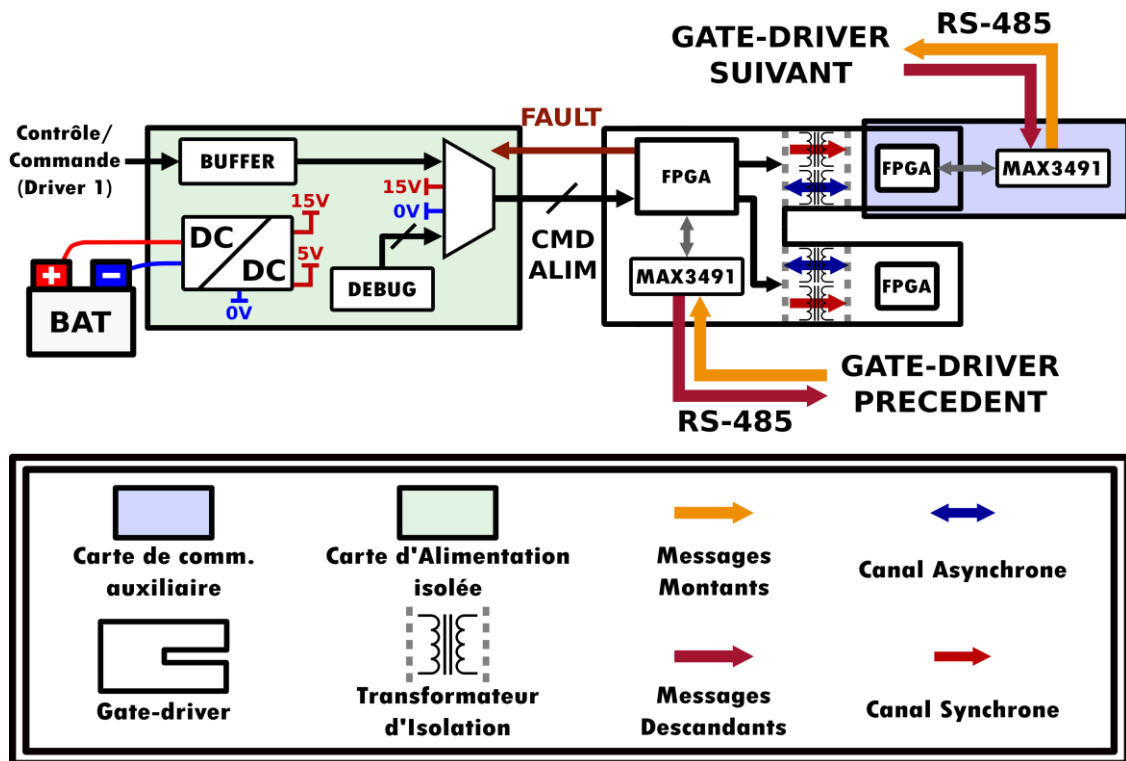 RS-485
GATE-DRIVER
SUIVANT
Contrôle/
Commande
(Driver 1)
BUFFER
FAULT
15V
0V
15V
5V
DC
DC
0V
DEBUG
CMD
ALIM
BAT
FPGA
MAX3491
FPGA
MAX3491
FPGA
GATE-DRIVER
PRECEDENT
RS-485
Carte de comm.
auxiliaire
Carte d'Alimentation
isolée
Messages
Montants
Canal Asynchrone
Gate-driver
Transformateur
d'Isolation
Messages
Descandants
Canal Synchrone